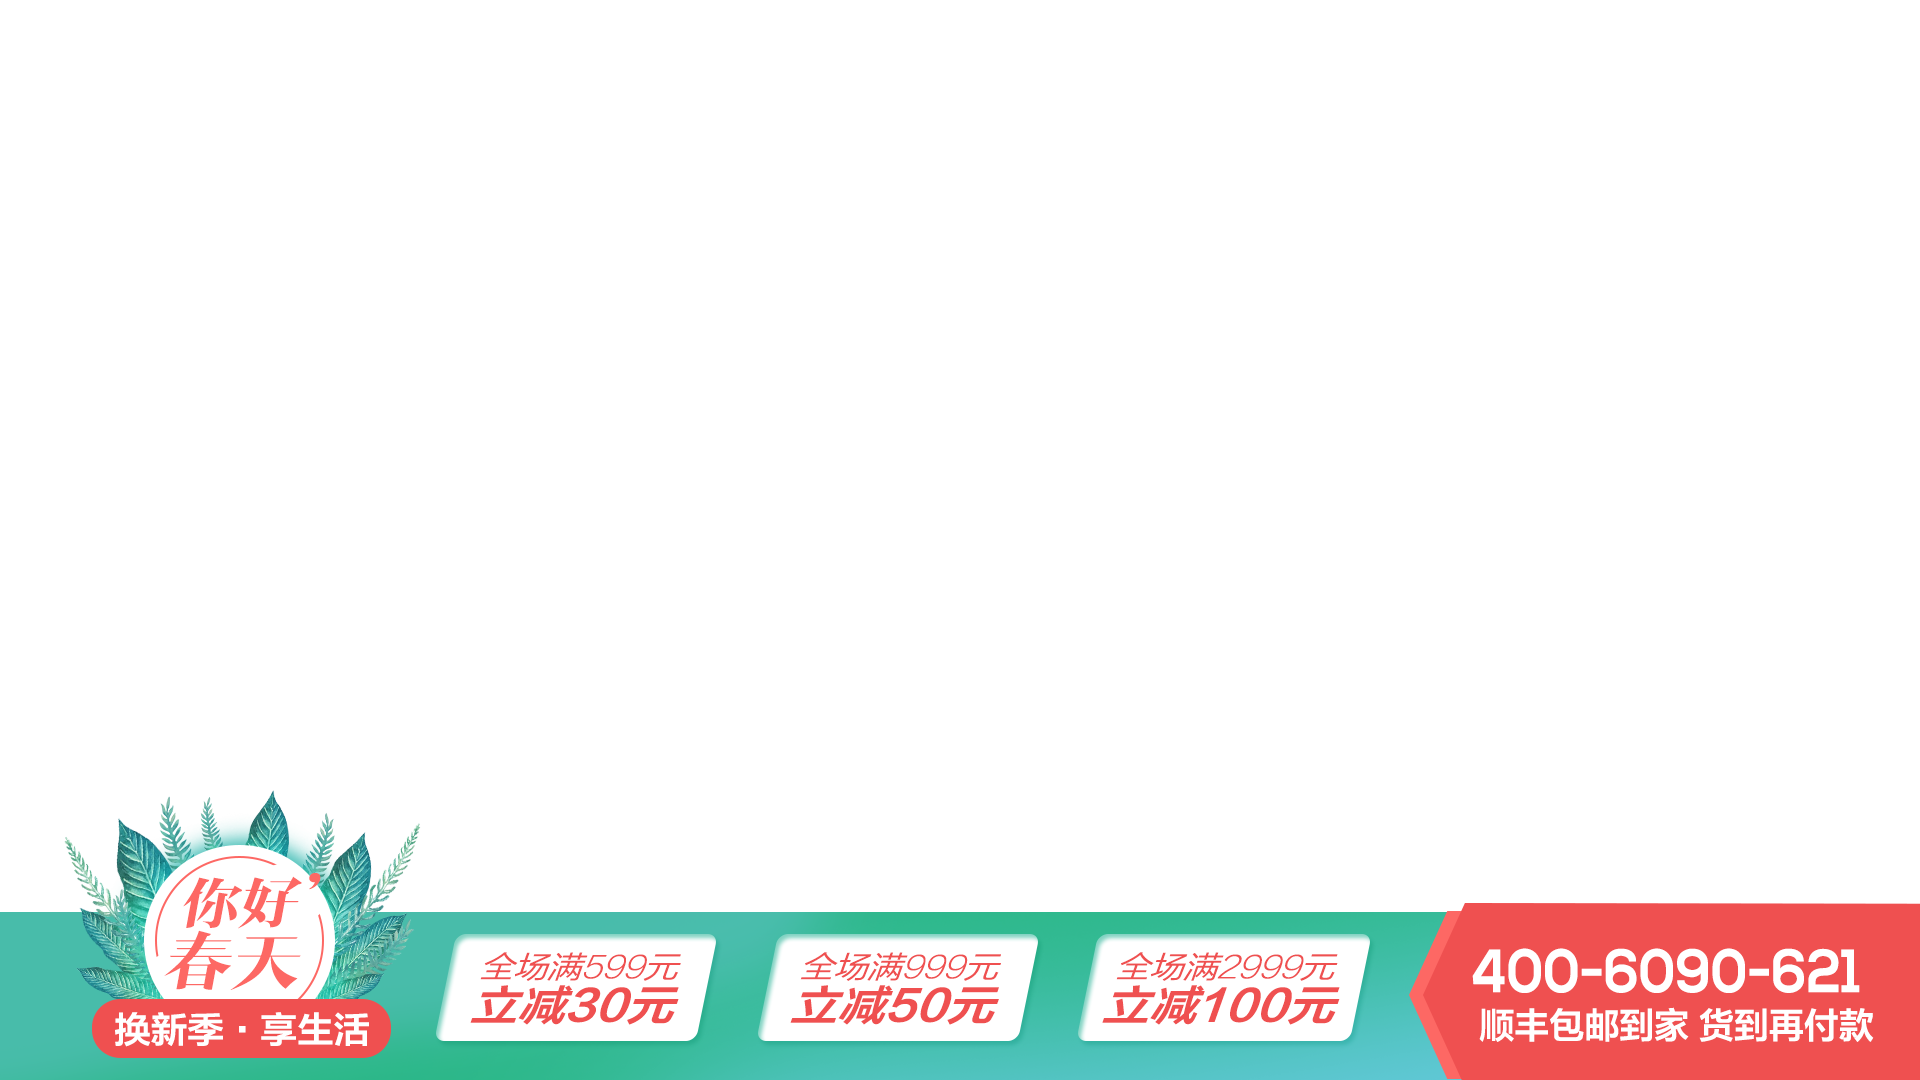 你好,
春天
换新季·享生活
全场满599元
立减30元
全场满999元
立减50元
全场满2999元
立减100元
400-6090-621
顺丰包邮到家 货到再付款